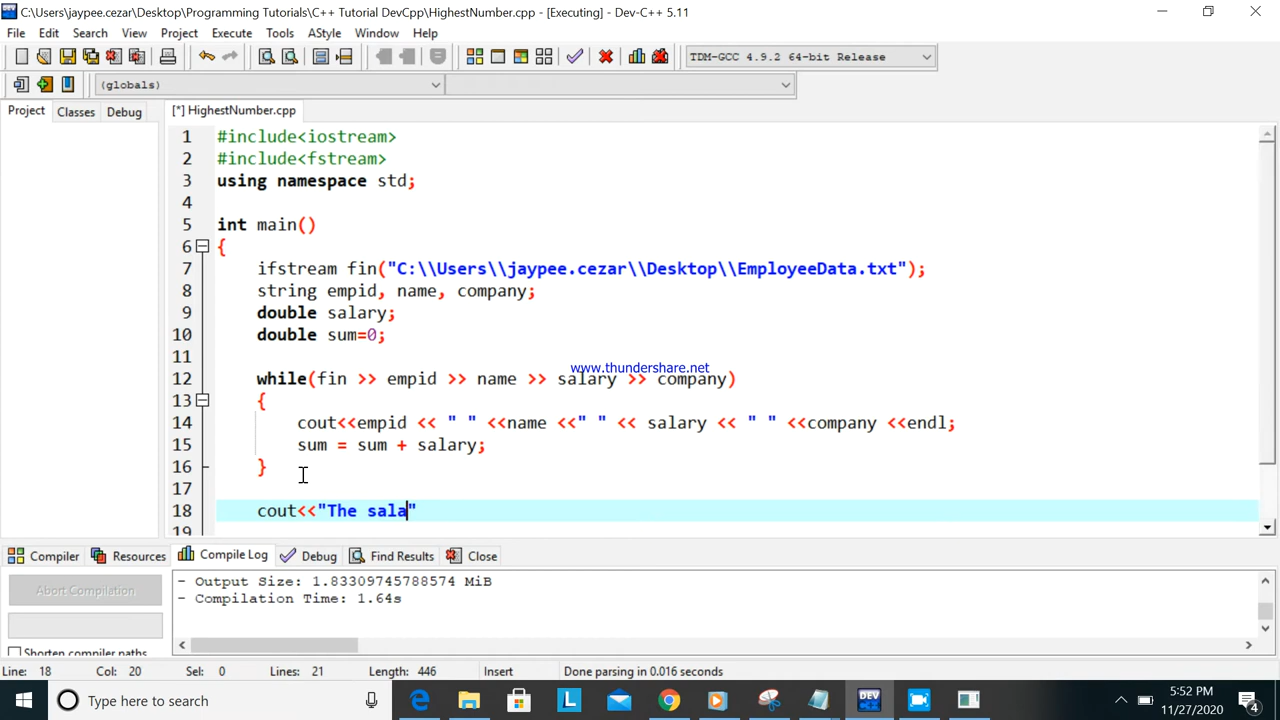 C:\Users\jaypee.cezar\Desktop\Programming Tutorials\C++ Tutorial DevCpp\HighestNumber.cpp - [Executing] - Dev-C++ 5.11
File Edit Search View Project Execute Tools AStyle Window Help
TDM-GCC 4.9.2 64-bit Release
(globals)
Project Classes Debug [*] HighestNumber.cpp
1 #include<iostream>
2 #include<fstream>
3 using namespace std;
4
5 int main()
6 {
7 ifstream fin("C:\\Users\\jaypee.cezar\\Desktop\\EmployeeData.txt");
8 string empid, name, company;
9 double salary;
10 double sum=0;
11
www.thundershare.net
12 while(fin >> empid >> name >> salary >> company)
13 {
14 cout<<empid << " " <<name <<" " << salary << " " <<company <<endl;
15 sum = sum + salary;
16 }
17
18 cout<<"The sala"
19
Compiler Resources Compile Log Debug Find Results Close
Abort Compilation
- Output Size: 1.83309745788574 MiB
- Compilation Time: 1.64s
Shorten compiler paths
Line: 18 Col: 20 Sel: 0 Lines: 21 Length: 446 Insert Done parsing in 0.016 seconds
Type here to search
DEV
5:52 PM
11/27/2020
4